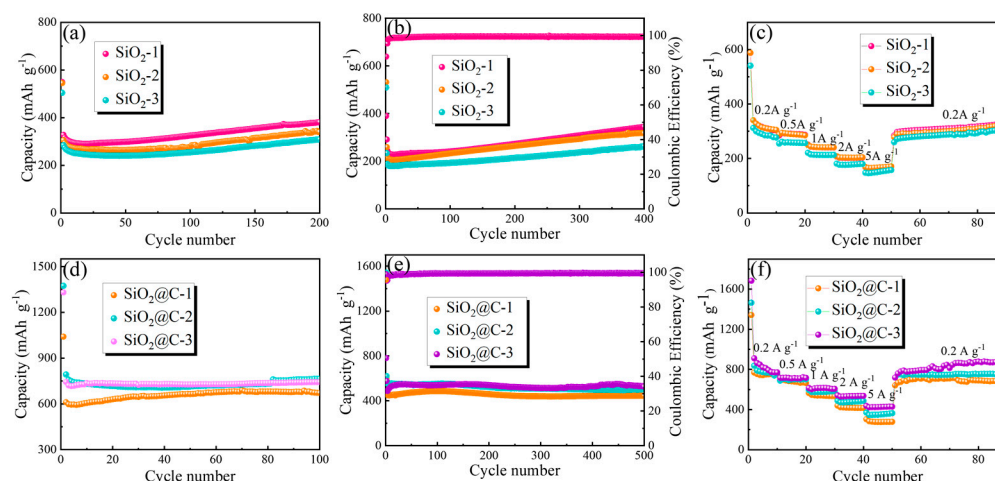 (a)
SiO₂-1
SiO₂-2
SiO₂-3
Capacity (mAh g⁻¹)
800
600
400
200
0
0 50 100 150 200
Cycle number
(b)
SiO₂-1
SiO₂-2
SiO₂-3
Capacity (mAh g⁻¹)
800
600
400
200
0
100
80
60
40
20
0
Coulombic Efficiency (%)
0 100 200 300 400
Cycle number
(c)
SiO₂-1
SiO₂-2
SiO₂-3
Capacity (mAh g⁻¹)
600
400
200
0
0.2A g⁻¹
0.5A g⁻¹
1A g⁻¹
2A g⁻¹
5A g⁻¹
0.2A g⁻¹
0 20 40 60 80
Cycle number
(d)
SiO₂@C-1
SiO₂@C-2
SiO₂@C-3
Capacity (mAh g⁻¹)
1500
1200
900
600
300
0 20 40 60 80 100
Cycle number
(e)
SiO₂@C-1
SiO₂@C-2
SiO₂@C-3
Capacity (mAh g⁻¹)
1600
1200
800
400
0
100
80
60
40
20
0
Coulombic Efficiency (%)
0 100 200 300 400 500
Cycle number
(f)
SiO₂@C-1
SiO₂@C-2
SiO₂@C-3
Capacity (mAh g⁻¹)
1600
1200
800
400
0
0.2 A g⁻¹
0.5 A g⁻¹
1 A g⁻¹
2 A g⁻¹
5 A g⁻¹
0.2 A g⁻¹
0 20 40 60 80
Cycle number